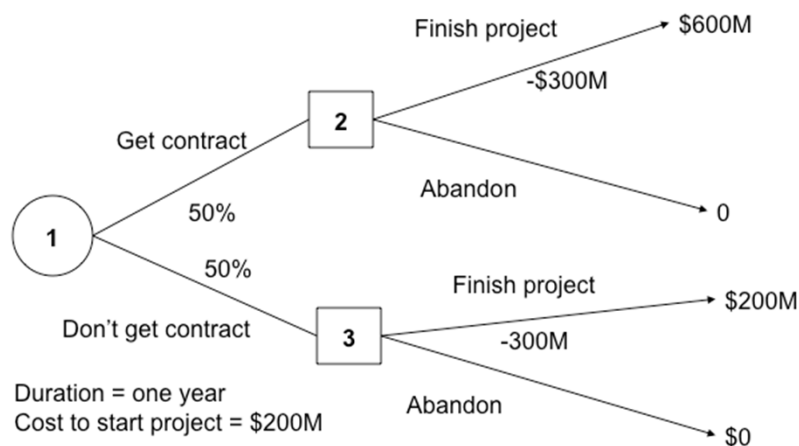 Finish project
$600M
-$300M
2
Get contract
Abandon
50%
0
1
50%
Finish project
$200M
Don't get contract
3
-300M
Duration = one year
Cost to start project = $200M
Abandon
$0